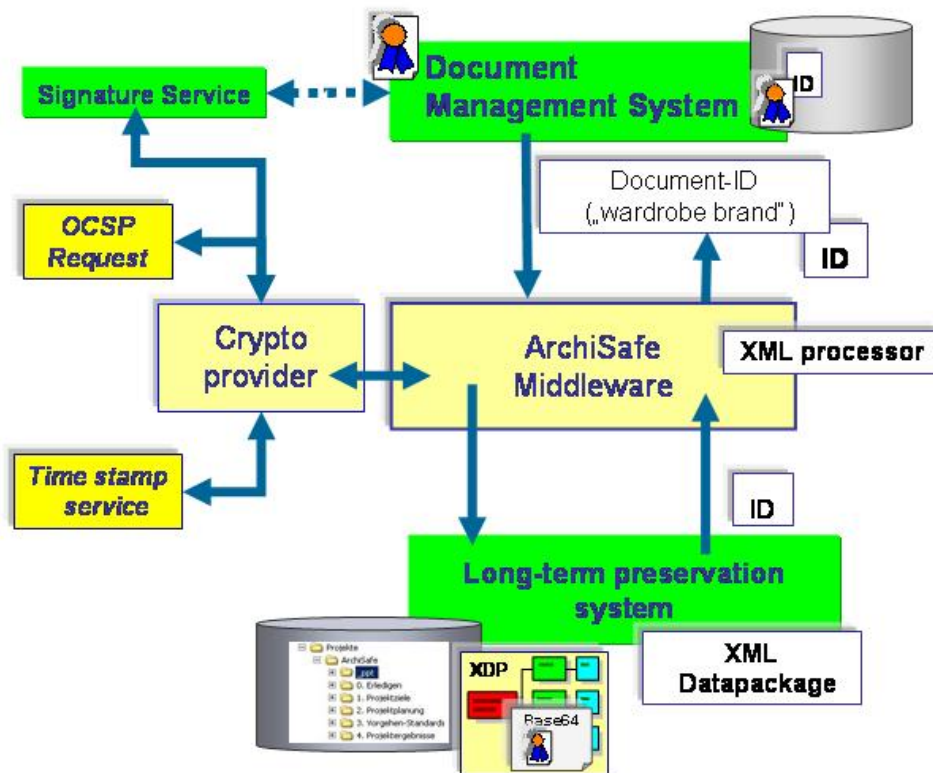 Document
Management System
ID
Signature Service
Document-ID
(„wardrobe brand")
ID
OCSP
Request
Crypto
provider
ArchiSafe
Middleware
XML processor
Time stamp
service
ID
Long-term preservation
system
XML
Datapackage
Projekte
ArchiSafe
_ppt
0. Erledigen
1. Projektziele
2. Projektplanung
3. Vorgehen-Standards
4. Projektergebnisse
XDP
Base64